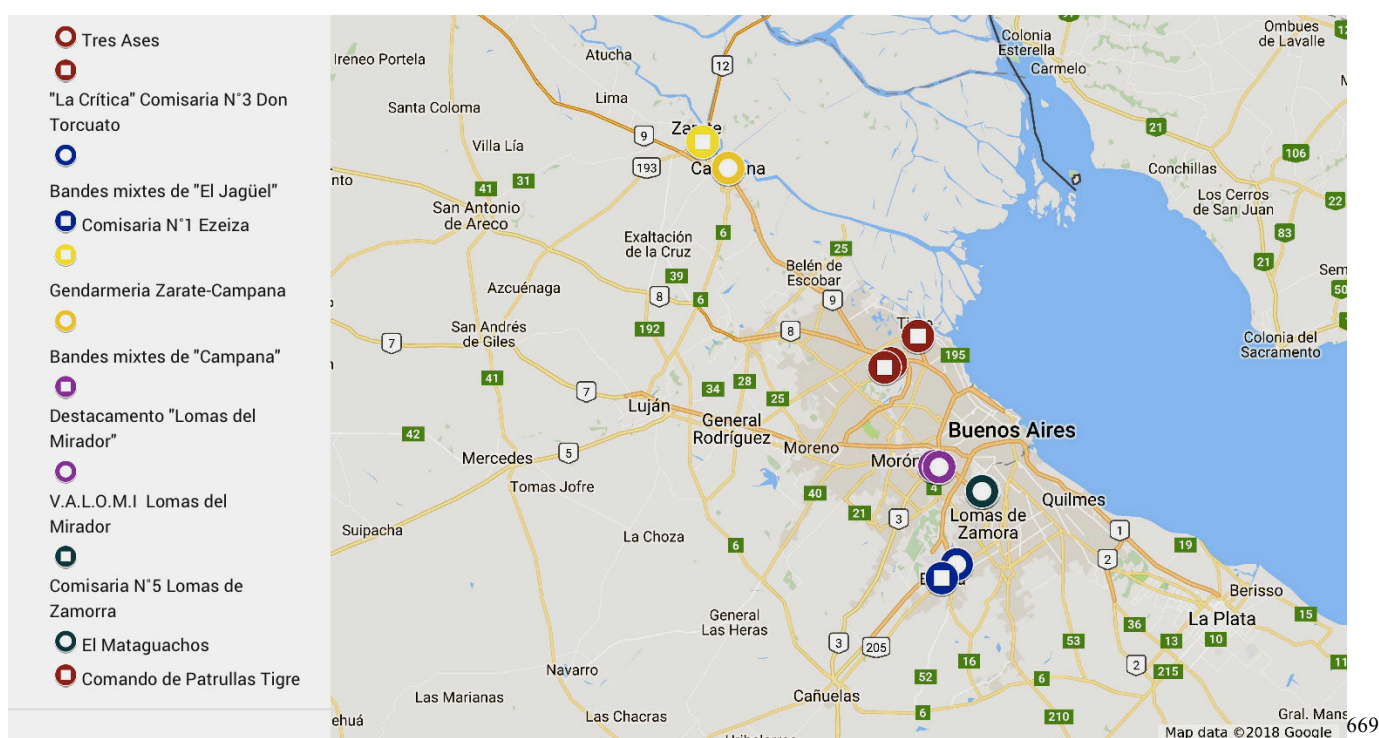 Tres Ases
"La Crítica" Comisaria N°3 Don
Torcuato
Bandes mixtes de "El Jagüel"
Comisaria N°1 Ezeiza
Gendarmeria Zarate-Campana
Bandes mixtes de "Campana"
Destacamento "Lomas del
Mirador"
V.A.L.O.M.I Lomas del
Mirador
Comisaria N°5 Lomas de
Zamorra
El Mataguachos
Comando de Patrullas Tigre
Ireneo Portela
Atucha
12
Colonia
Estrella
Carmelo
Ombues
de Lavalle
Santa Coloma
Lima
9
21
Villa Lía
193
106
Conchillas
41
31
San Antonio
de Areco
Los Cerros
de San Juan
22
Exaltación
de la Cruz
6
25
83
39
Belén de
Escobar
21
Azcuénaga
8
6
9
50
San Andrés
de Giles
192
8
7
195
Colonia del
Sacramento
41
34
28
25
7
Luján
General
Rodríguez
Buenos Aires
42
Mercedes
5
Moreno
Tomas Jofre
40
4
Quilmes
21
3
Lomas de
Zamora
Suipacha
La Choza
6
1
2
19
Berisso
General
Las Heras
La Plata
15
36
53
13
10
3
205
16
2
215
11
Navarro
52
6
Las Marianas
Cañuelas
Las Chacras
6
210
Gral. Mans
Map data ©2018 Google
669